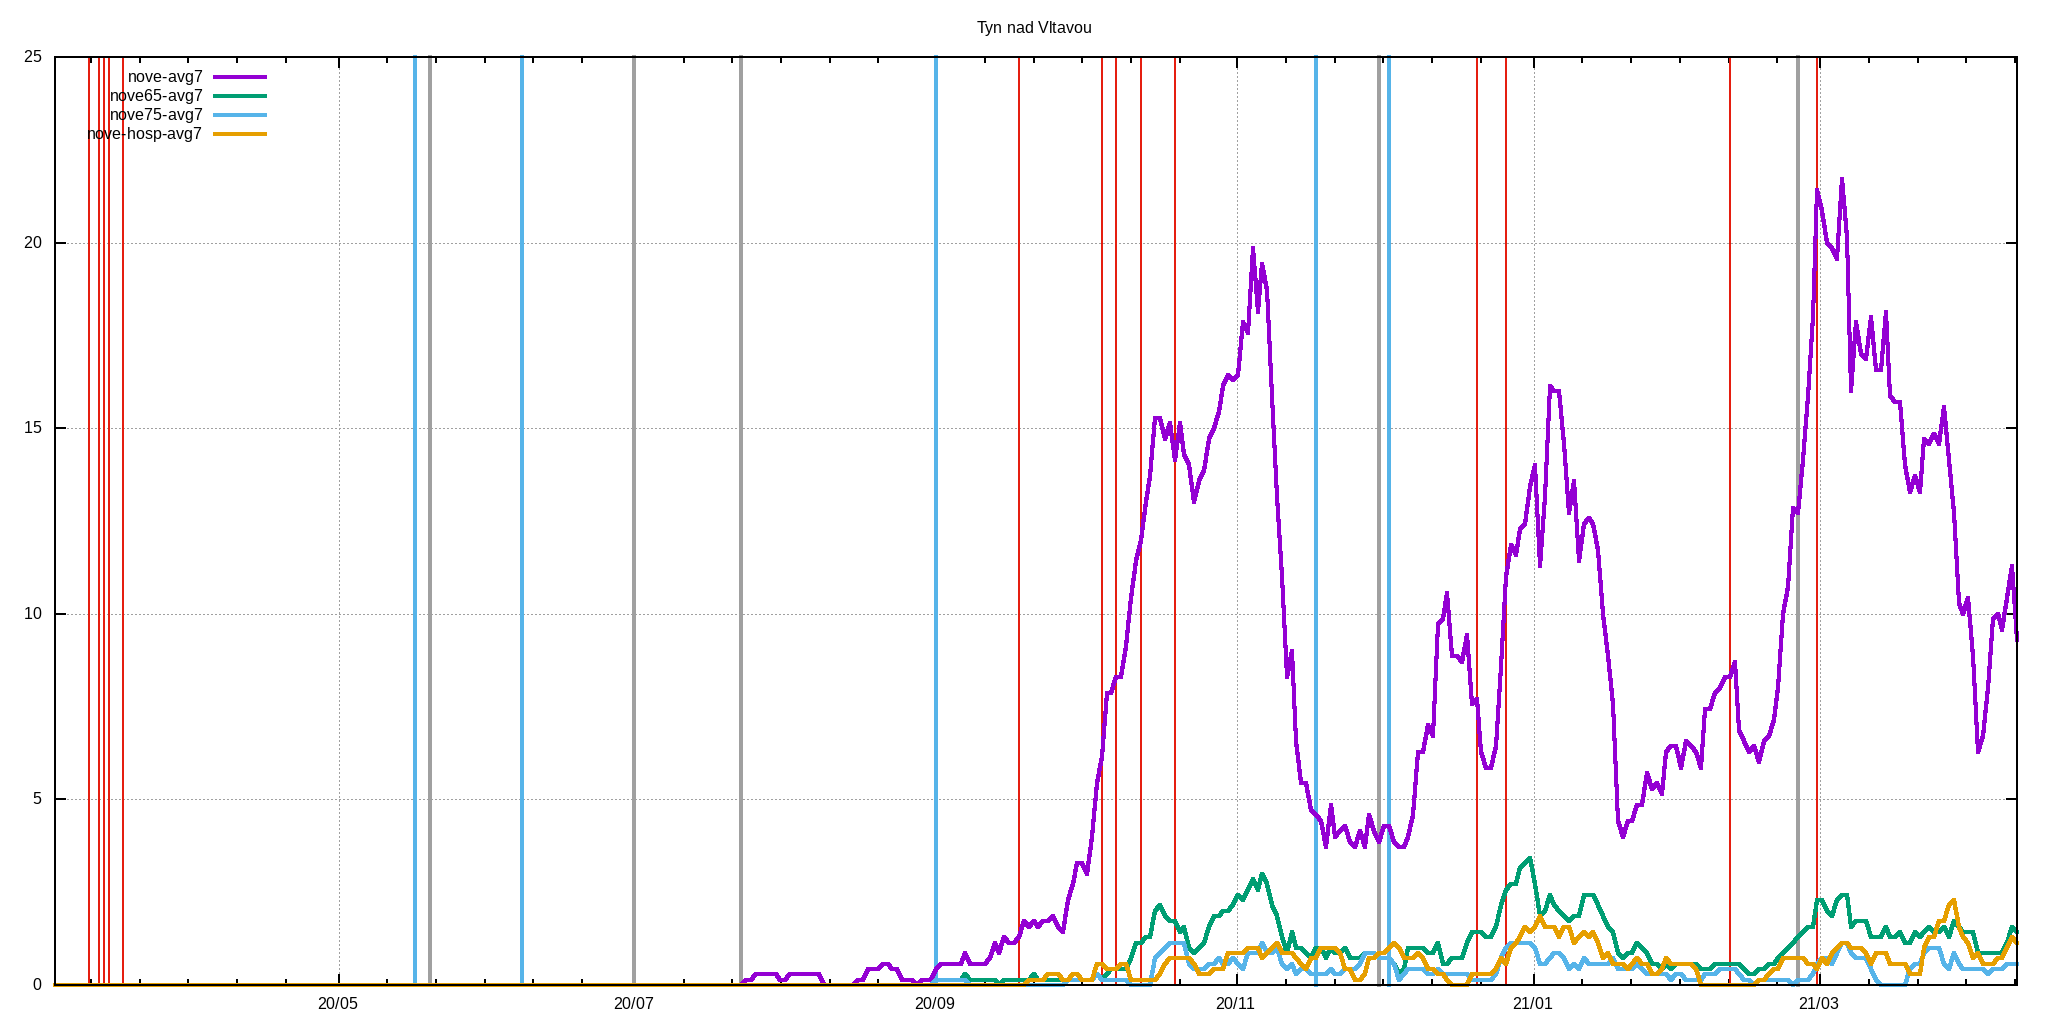 Tyn nad Vltavou
25
nove-avg7
nove65-avg7
nove75-avg7
nove-hosp-avg7
20
15
10
5
0
20/05 20/07 20/09 20/11 21/01 21/03